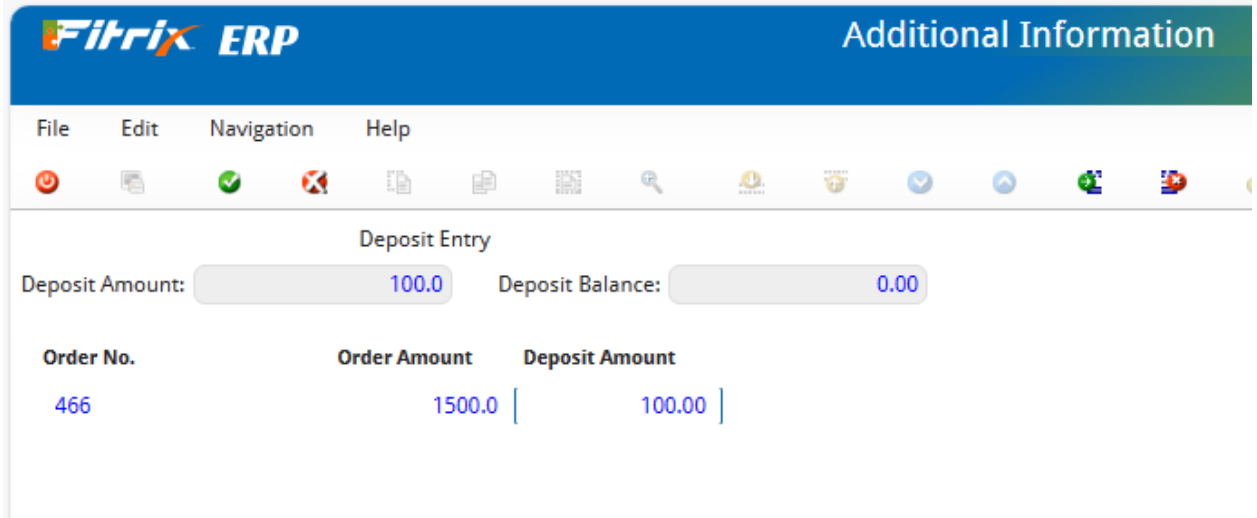 Fitrix ERP Additional Information
File Edit Navigation Help
Deposit Entry
Deposit Amount: 100.0 Deposit Balance: 0.00
Order No. Order Amount Deposit Amount
466 1500.0 100.00